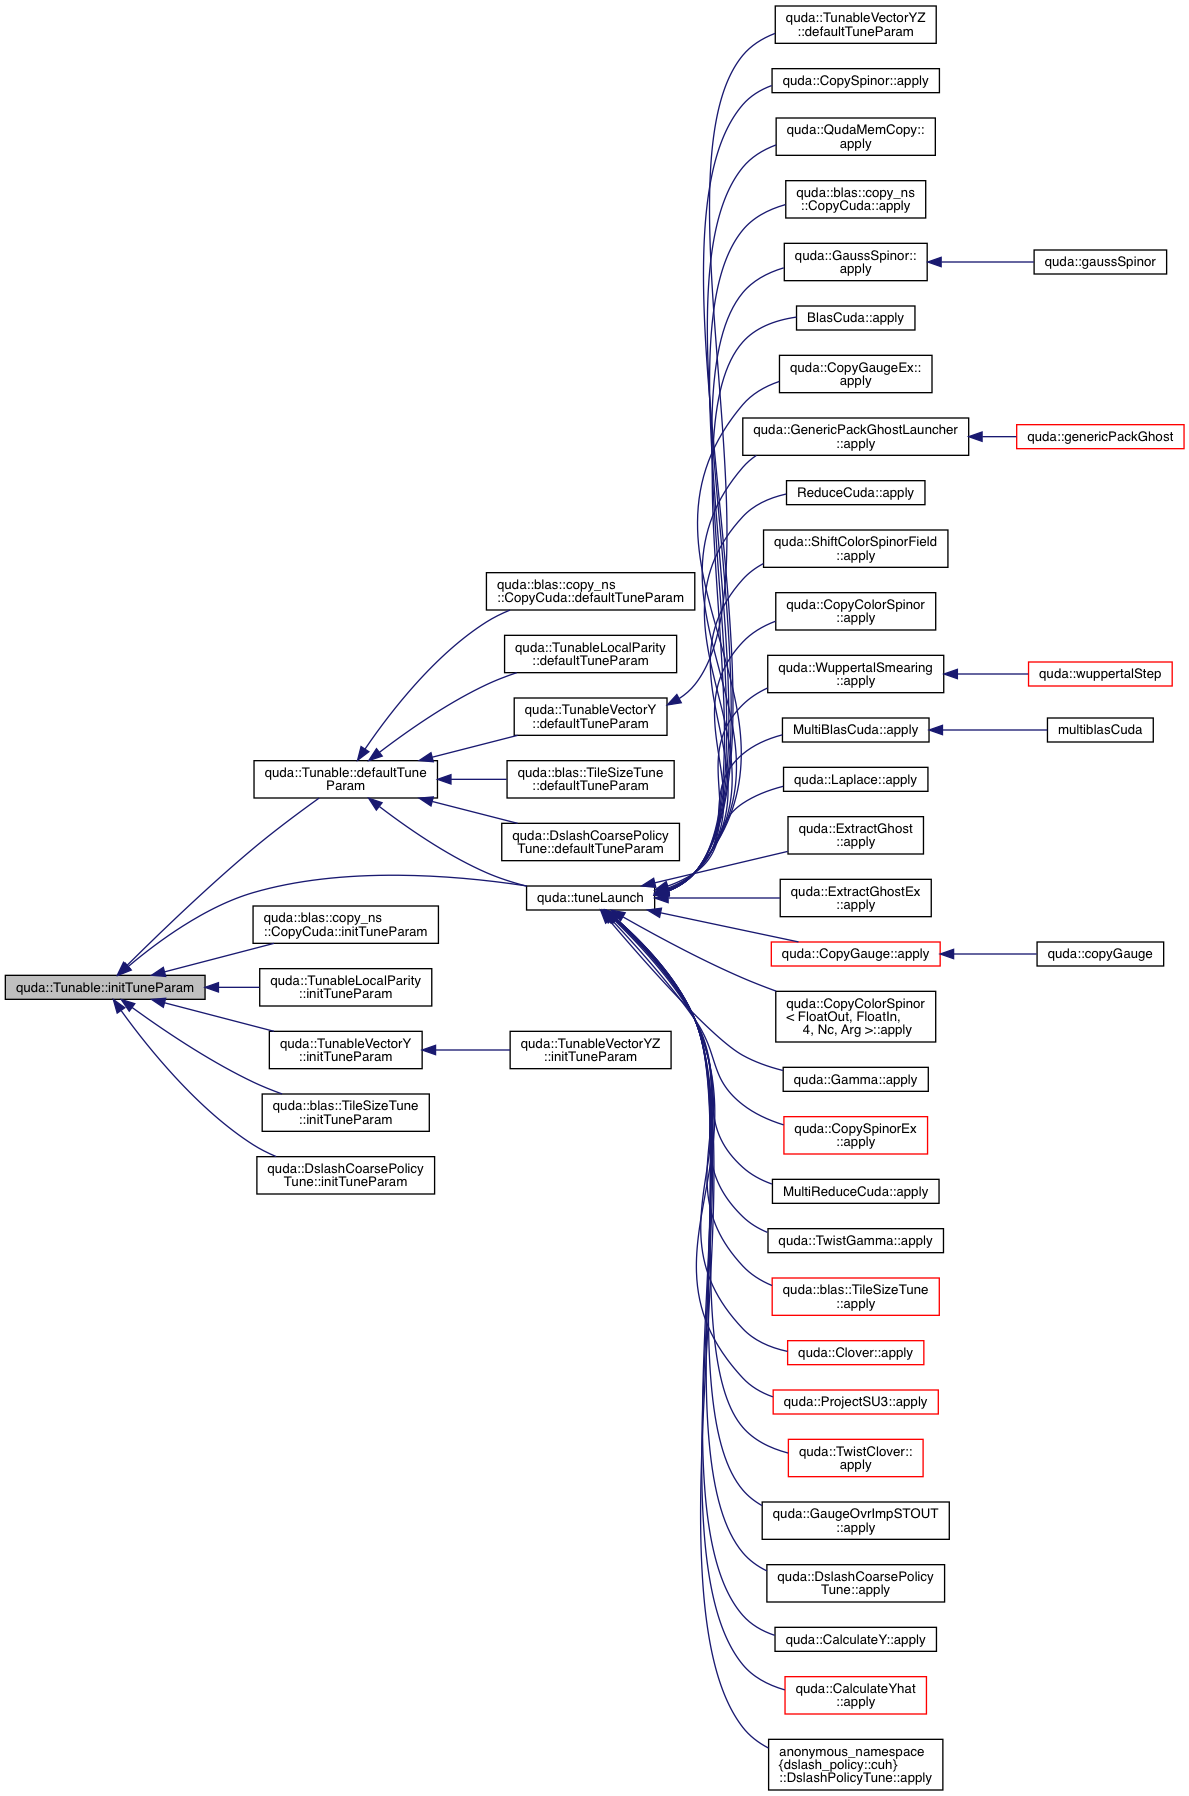 quda::Tunable::initTuneParam
quda::Tunable::defaultTune
Param
quda::blas::copy_ns
::CopyCuda::initTuneParam
quda::TunableLocalParity
::initTuneParam
quda::TunableVectorY
::initTuneParam
quda::blas::TileSizeTune
::initTuneParam
quda::DslashCoarsePolicy
Tune::initTuneParam
quda::blas::copy_ns
::CopyCuda::defaultTuneParam
quda::TunableLocalParity
::defaultTuneParam
quda::TunableVectorY
::defaultTuneParam
quda::blas::TileSizeTune
::defaultTuneParam
quda::DslashCoarsePolicy
Tune::defaultTuneParam
quda::tuneLaunch
quda::TunableVectorYZ
::initTuneParam
quda::TunableVectorYZ
::defaultTuneParam
quda::CopySpinor::apply
quda::QudaMemCopy::
apply
quda::blas::copy_ns
::CopyCuda::apply
quda::GaussSpinor::
apply
quda::gaussSpinor
BlasCuda::apply
quda::CopyGaugeEx::
apply
quda::GenericPackGhostLauncher
::apply
quda::genericPackGhost
ReduceCuda::apply
quda::ShiftColorSpinorField
::apply
quda::CopyColorSpinor
::apply
quda::WuppertalSmearing
::apply
quda::wuppertalStep
MultiBlasCuda::apply
multiblasCuda
quda::Laplace::apply
quda::ExtractGhost
::apply
quda::ExtractGhostEx
::apply
quda::CopyGauge::apply
quda::copyGauge
quda::CopyColorSpinor
< FloatOut, FloatIn,
4, Nc, Arg >::apply
quda::Gamma::apply
quda::CopySpinorEx
::apply
MultiReduceCuda::apply
quda::TwistGamma::apply
quda::blas::TileSizeTune
::apply
quda::Clover::apply
quda::ProjectSU3::apply
quda::TwistClover::
apply
quda::GaugeOvrImpSTOUT
::apply
quda::DslashCoarsePolicy
Tune::apply
quda::CalculateY::apply
quda::CalculateYhat
::apply
anonymous_namespace
{dslash_policy::cuh}
::DslashPolicyTune::apply